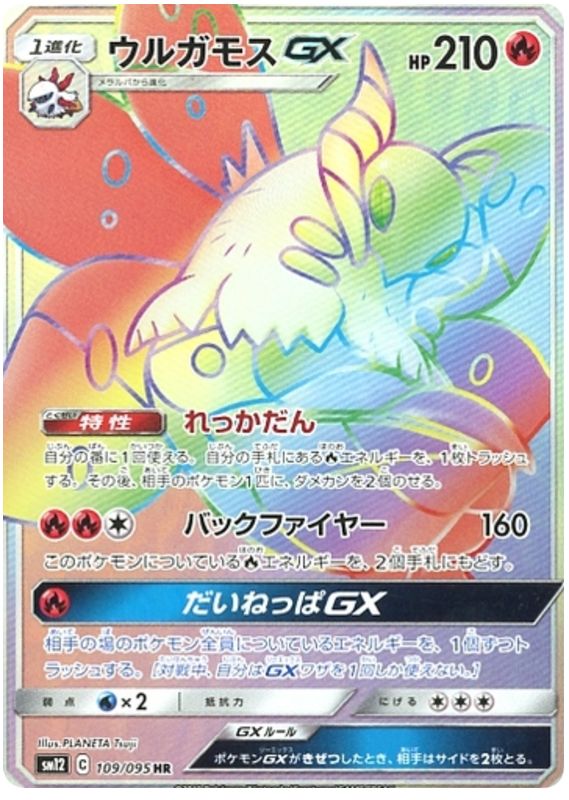 1進化 ウルガモスGX HP210
メラルバから進化
特性 れっかだん
自分の番に1回使える。自分の手札にあるエネルギーを、1枚トラッシュ
する。その後、相手のポケモン1匹に、ダメカンを2個のせる。
バックファイヤー 160
このポケモンについているエネルギーを、2個手札にもどす。
だいねっぱGX
相手の場のポケモン全員についているエネルギーを、1個ずつト
ラッシュする。[対戦中、自分はGXワザを1回しか使えない。]
弱点 ×2 抵抗力 にげる
Illus. PLANETA Tsuji
GXルール
sm12 C 109/095 HR
ポケモンGXがきぜつしたとき、相手はサイドを2枚とる。